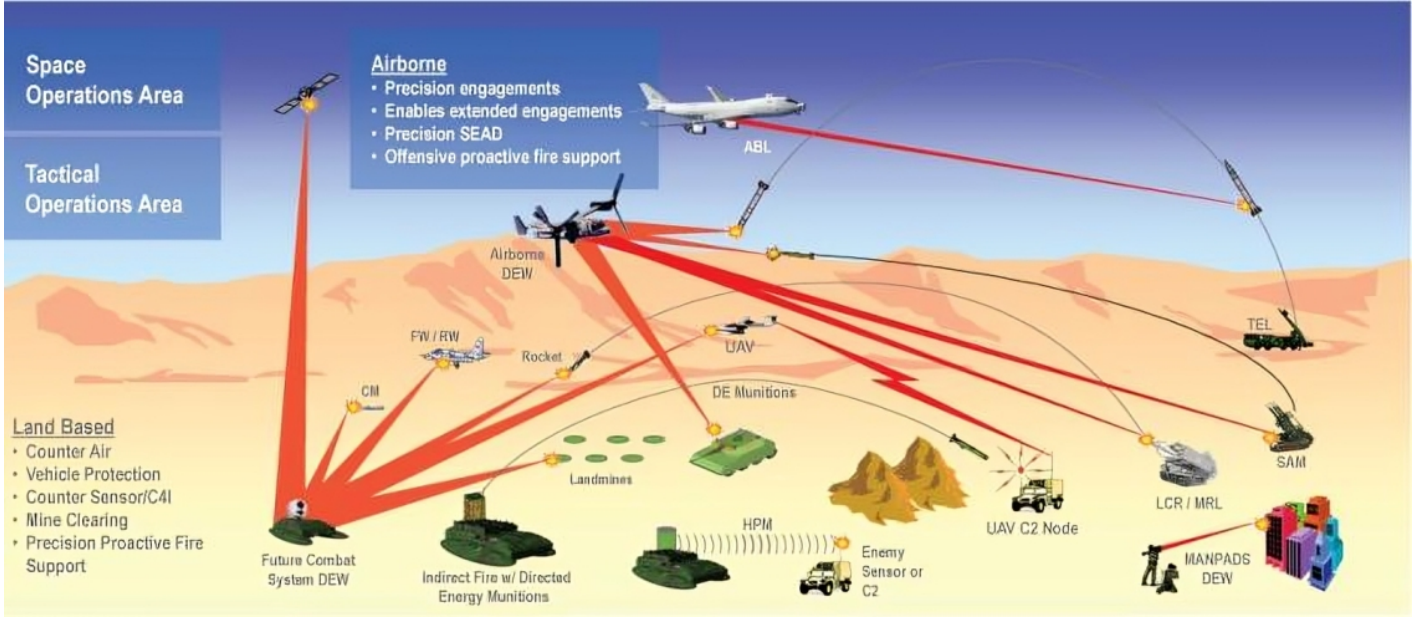 Space
Operations Area
Tactical
Operations Area
Airborne
• Precision engagements
• Enables extended engagements
• Precision SEAD
• Offensive proactive fire support
ABL
Airborne
DEW
TEL
FW / RW
Rocket
UAV
CM
DE Munitions
Land Based
• Counter Air
• Vehicle Protection
• Counter Sensor/C4I
• Mine Clearing
• Precision Proactive Fire
Support
Landmines
SAM
LCR / MRL
UAV C2 Node
HPM
Future Combat
System DEW
Indirect Fire w/ Directed
Energy Munitions
Enemy
Sensor or
C2
MANPADS
DEW